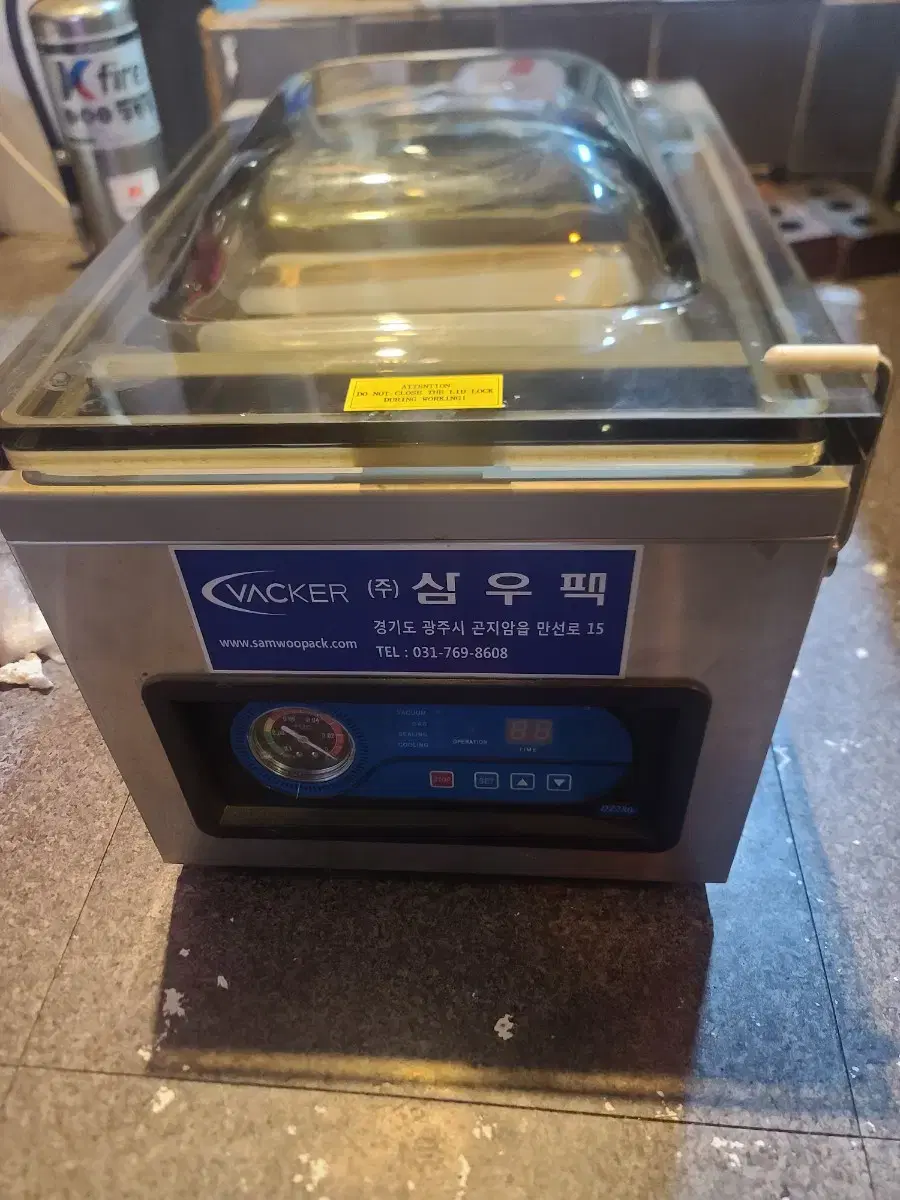 K fire
ATTENTION
DO NOT CLOSE THE LID LOCK
DURING WORKING!
VACKER (주) 삼 우 팩
경기도 광주시 곤지암읍 만선로 15
www.samwoopack.com
TEL : 031-769-8608
VACUUM
GAS
SEALING
COOLING
OPERATION
TIME
STOP
SET